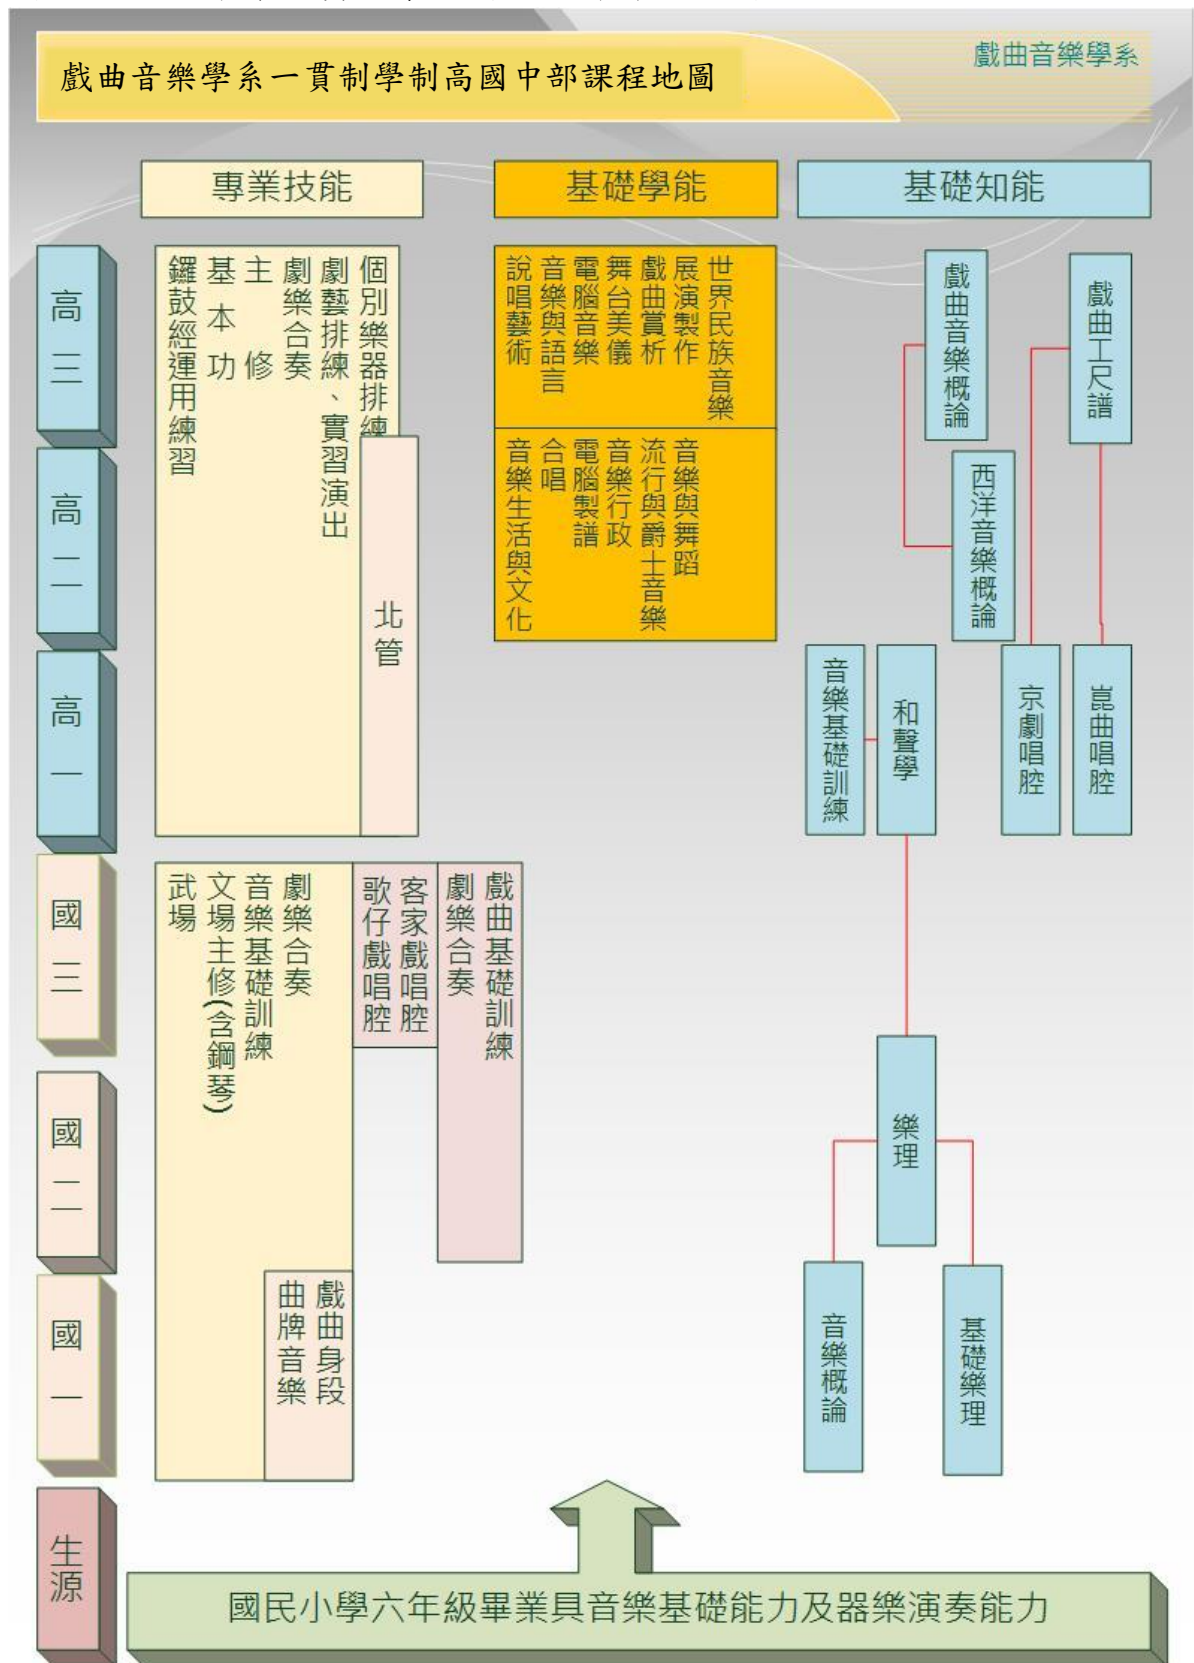 戲曲音樂學系
戲曲音樂學系一貫制學制高國中部課程地圖
專業技能
基礎學能
基礎知能
高三
高二
高一
國三
國二
國一
生源
鑼鼓經運用練習
基本功
主修
劇樂合奏
劇藝排練、實習演出
個別樂器排練
北管
說唱藝術
音樂與語言
電腦音樂
舞台美儀
戲曲賞析
展演製作
世界民族音樂
音樂生活與文化
合唱
電腦製譜
音樂行政
流行與爵士音樂
音樂與舞蹈
戲曲音樂概論
戲曲工尺譜
西洋音樂概論
音樂基礎訓練
和聲學
京劇唱腔
崑曲唱腔
武場
文場主修(含鋼琴)
音樂基礎訓練
劇樂合奏
歌仔戲唱腔
客家戲唱腔
劇樂合奏
戲曲基礎訓練
樂理
曲牌音樂
戲曲身段
音樂概論
基礎樂理
國民小學六年級畢業具音樂基礎能力及器樂演奏能力